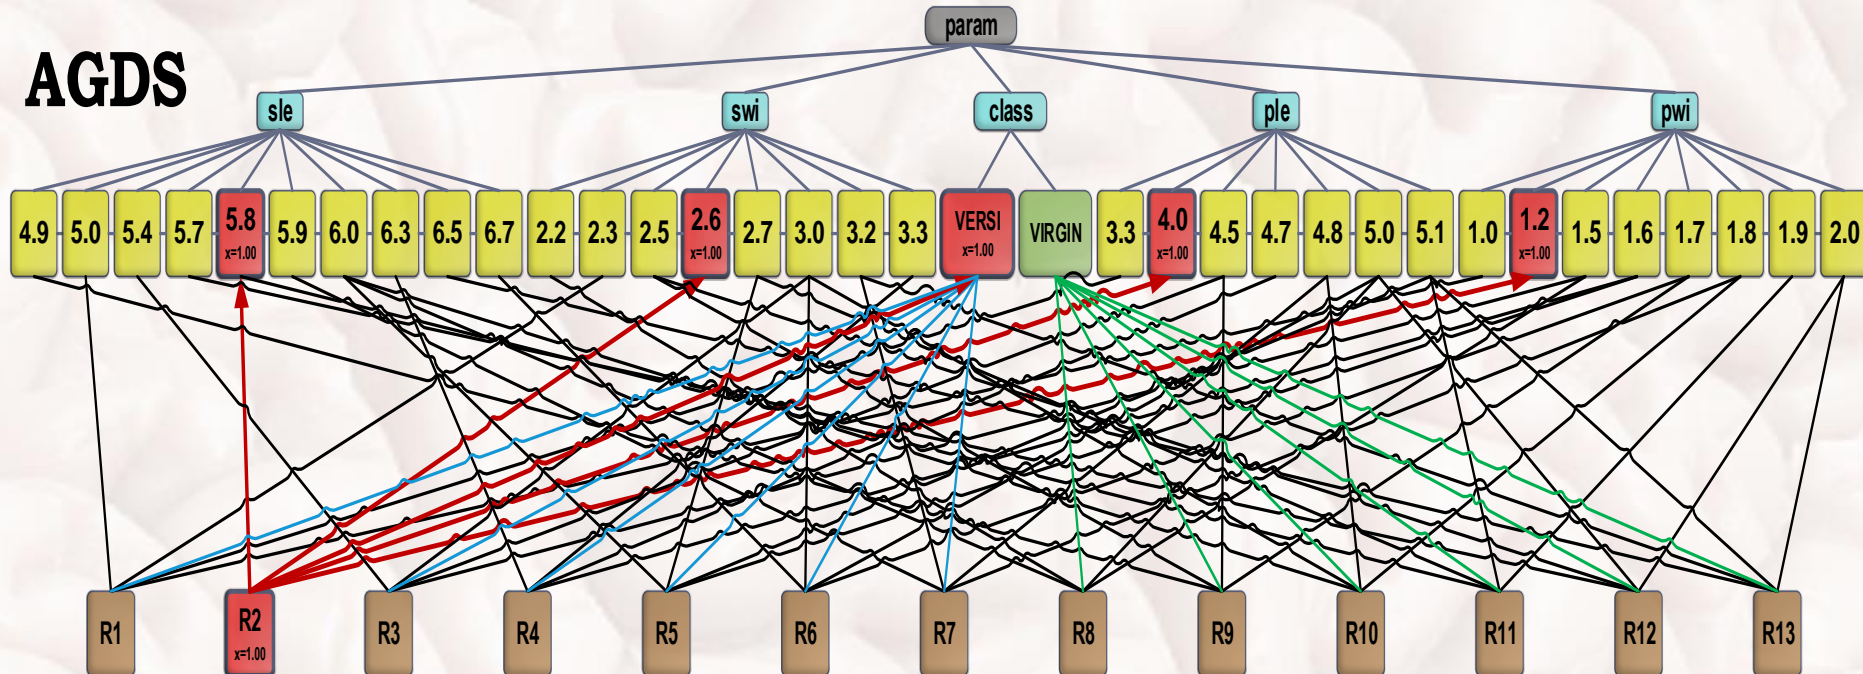 param
AGDS
sle swi class ple pwi
4.9 5.0 5.4 5.7 5.8 5.9 6.0 6.3 6.5 6.7 2.2 2.3 2.5 2.6 2.7 3.0 3.2 3.3 VERSI VIRGIN 3.3 4.0 4.5 4.7 4.8 5.0 5.1 1.0 1.2 1.5 1.6 1.7 1.8 1.9 2.0
x=1.00 x=1.00 x=1.00 x=1.00 x=1.00
R1 R2 R3 R4 R5 R6 R7 R8 R9 R10 R11 R12 R13
x=1.00